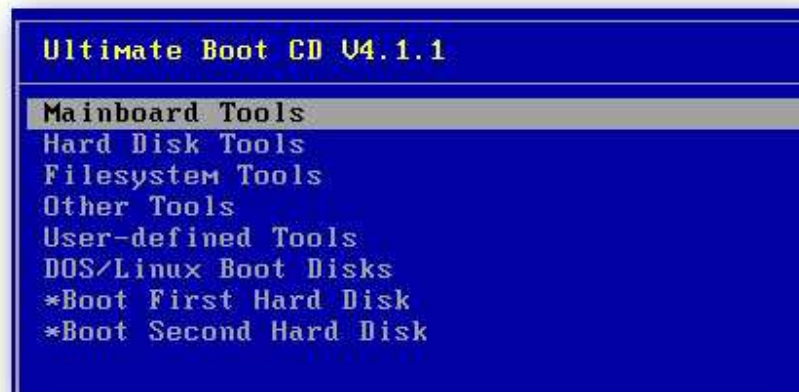 Ultimate Boot CD V4.1.1
Mainboard Tools
Hard Disk Tools
Filesystem Tools
Other Tools
User-defined Tools
DOS/Linux Boot Disks
*Boot First Hard Disk
*Boot Second Hard Disk